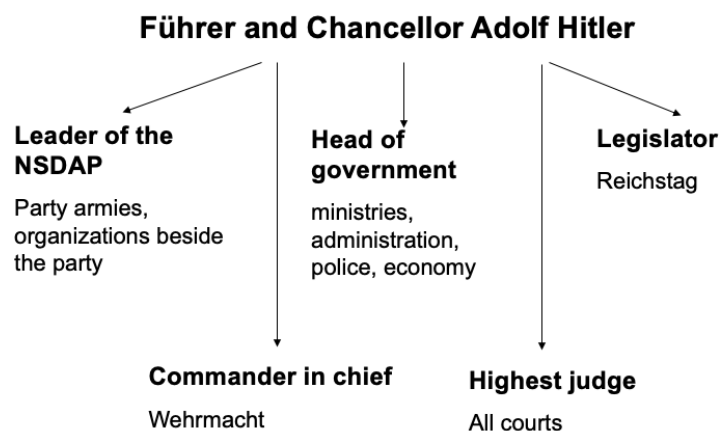 Führer and Chancellor Adolf Hitler
Leader of the
NSDAP
Party armies,
organizations beside
the party
Head of
government
ministries,
administration,
police, economy
Legislator
Reichstag
Commander in chief
Wehrmacht
Highest judge
All courts